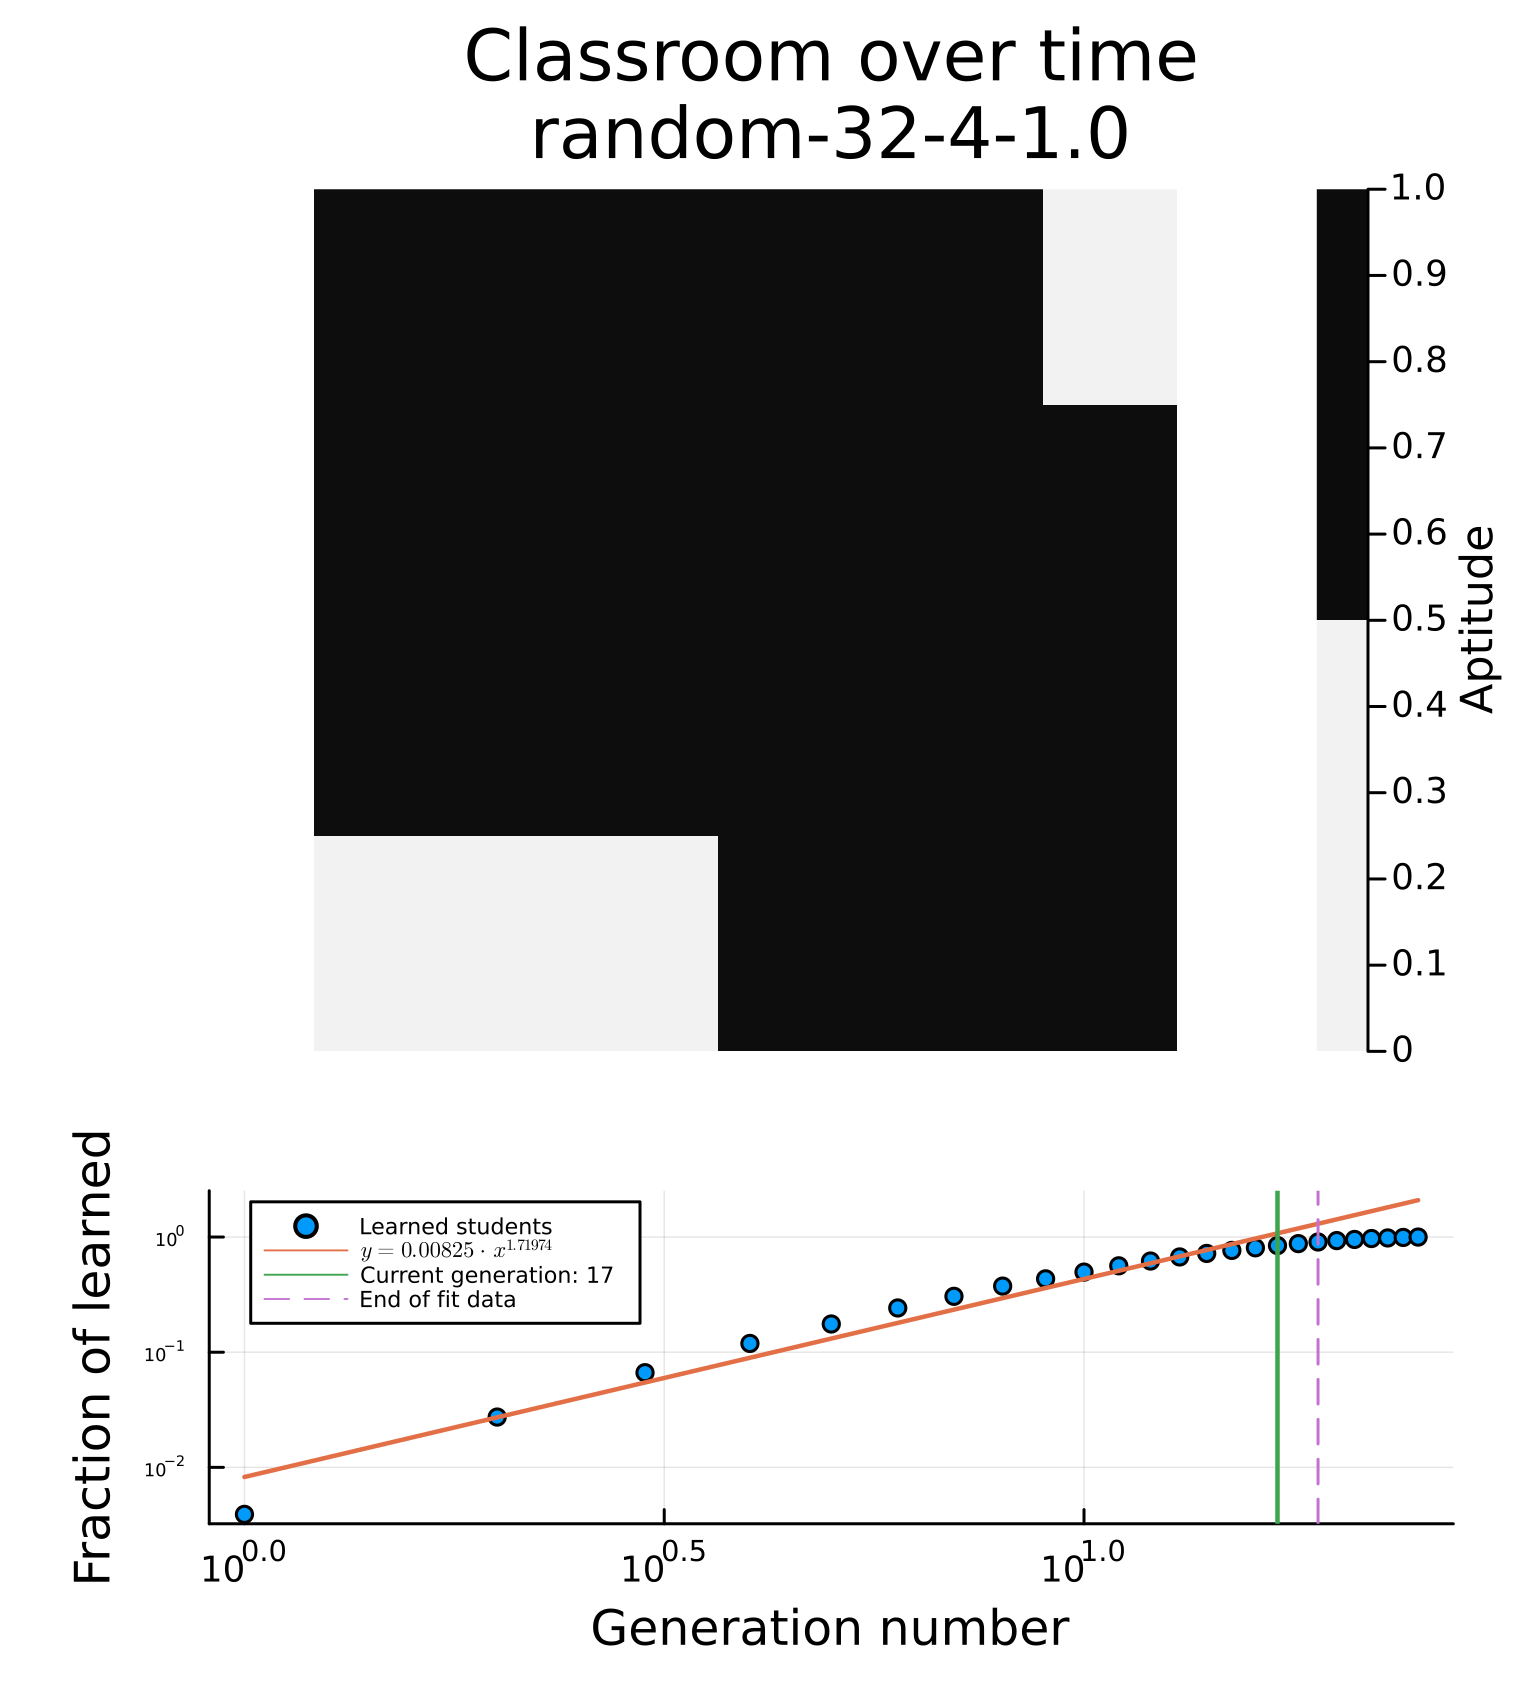 Classroom over time
random-32-4-1.0
1.0
0.9
0.8
0.7
0.6
0.5
0.4
0.3
0.2
0.1
0
Aptitude
Fraction of learned
10⁰
10⁻¹
10⁻²
Learned students
y = 0.00825 · x^1.71974
Current generation: 17
End of fit data
10^0.0
10^0.5
10^1.0
Generation number